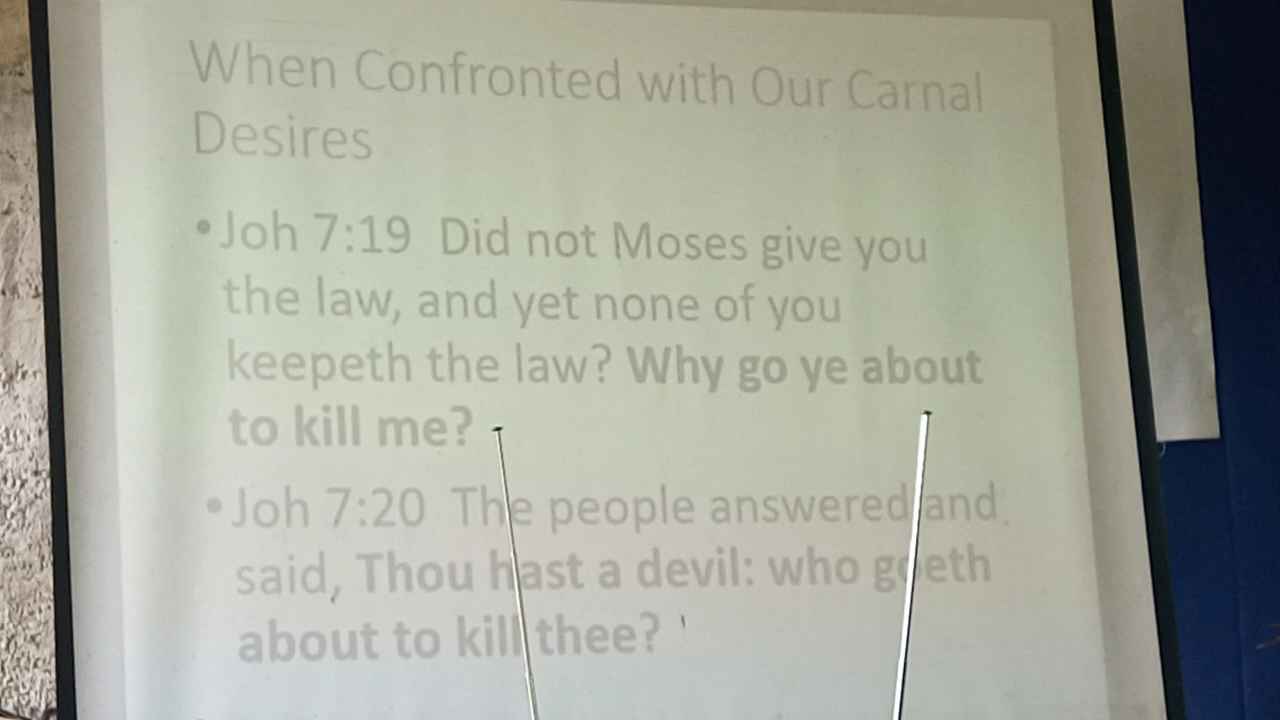 When Confronted with Our Carnal
Desires
•Joh 7:19 Did not Moses give you
the law, and yet none of you
keepeth the law? Why go ye about
to kill me?
•Joh 7:20 The people answered and
said, Thou hast a devil: who goeth
about to kill thee?